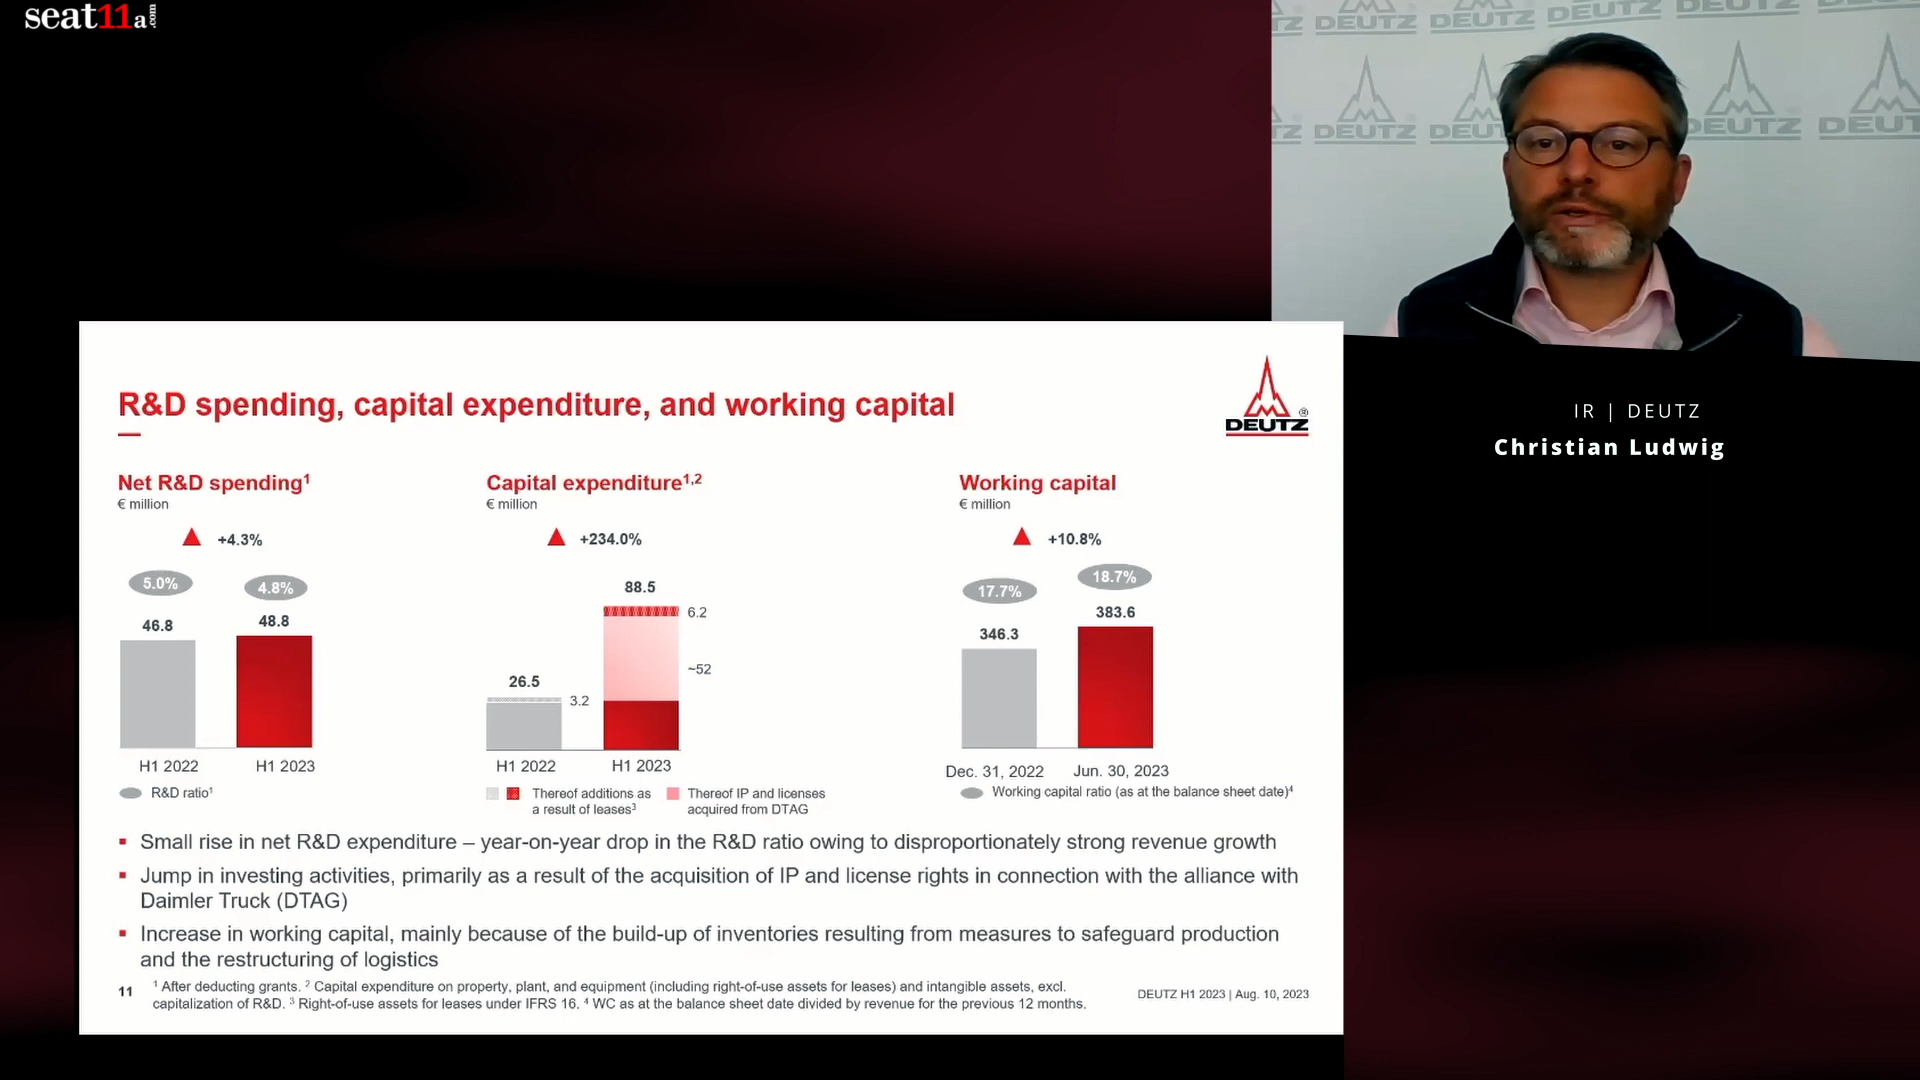 seat11a.com
DEUTZ DEUTZ DEUTZ DEUTZ DEUTZ
DEUTZ DEUTZ DEUTZ DEUTZ
IR | DEUTZ
Christian Ludwig
R&D spending, capital expenditure, and working capital
DEUTZ®
Net R&D spending¹
€ million
+4.3%
5.0%
4.8%
46.8
48.8
H1 2022
H1 2023
R&D ratio¹
Capital expenditure¹,²
€ million
+234.0%
88.5
6.2
~52
26.5
3.2
H1 2022
H1 2023
Thereof additions as
a result of leases³
Thereof IP and licenses
acquired from DTAG
Working capital
€ million
+10.8%
17.7%
18.7%
346.3
383.6
Dec. 31, 2022
Jun. 30, 2023
Working capital ratio (as at the balance sheet date)⁴
▪ Small rise in net R&D expenditure – year-on-year drop in the R&D ratio owing to disproportionately strong revenue growth
▪ Jump in investing activities, primarily as a result of the acquisition of IP and license rights in connection with the alliance with
Daimler Truck (DTAG)
▪ Increase in working capital, mainly because of the build-up of inventories resulting from measures to safeguard production
and the restructuring of logistics
11
¹ After deducting grants. ² Capital expenditure on property, plant, and equipment (including right-of-use assets for leases) and intangible assets, excl.
capitalization of R&D. ³ Right-of-use assets for leases under IFRS 16. ⁴ WC as at the balance sheet date divided by revenue for the previous 12 months.
DEUTZ H1 2023 | Aug. 10, 2023